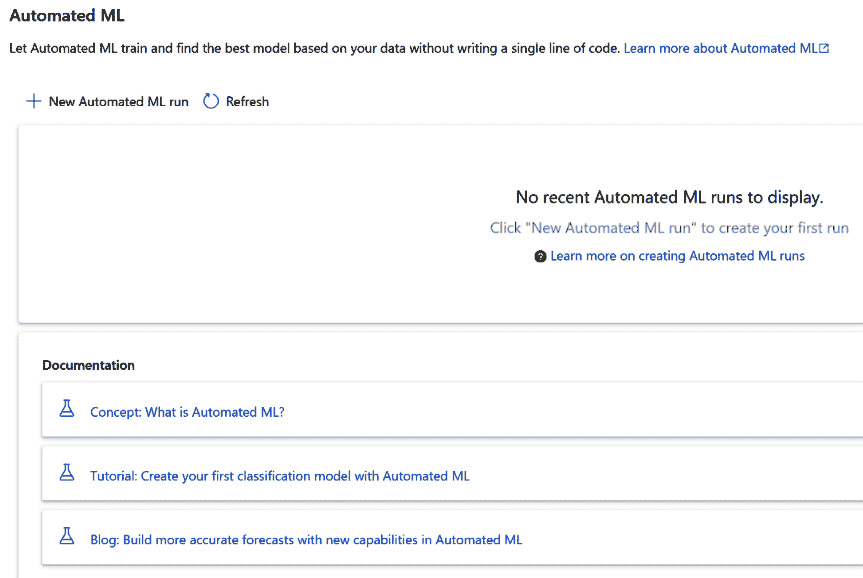 Automated ML
Let Automated ML train and find the best model based on your data without writing a single line of code. Learn more about Automated ML
New Automated ML run Refresh
No recent Automated ML runs to display.
Click "New Automated ML run" to create your first run
Learn more on creating Automated ML runs
Documentation
Concept: What is Automated ML?
Tutorial: Create your first classification model with Automated ML
Blog: Build more accurate forecasts with new capabilities in Automated ML